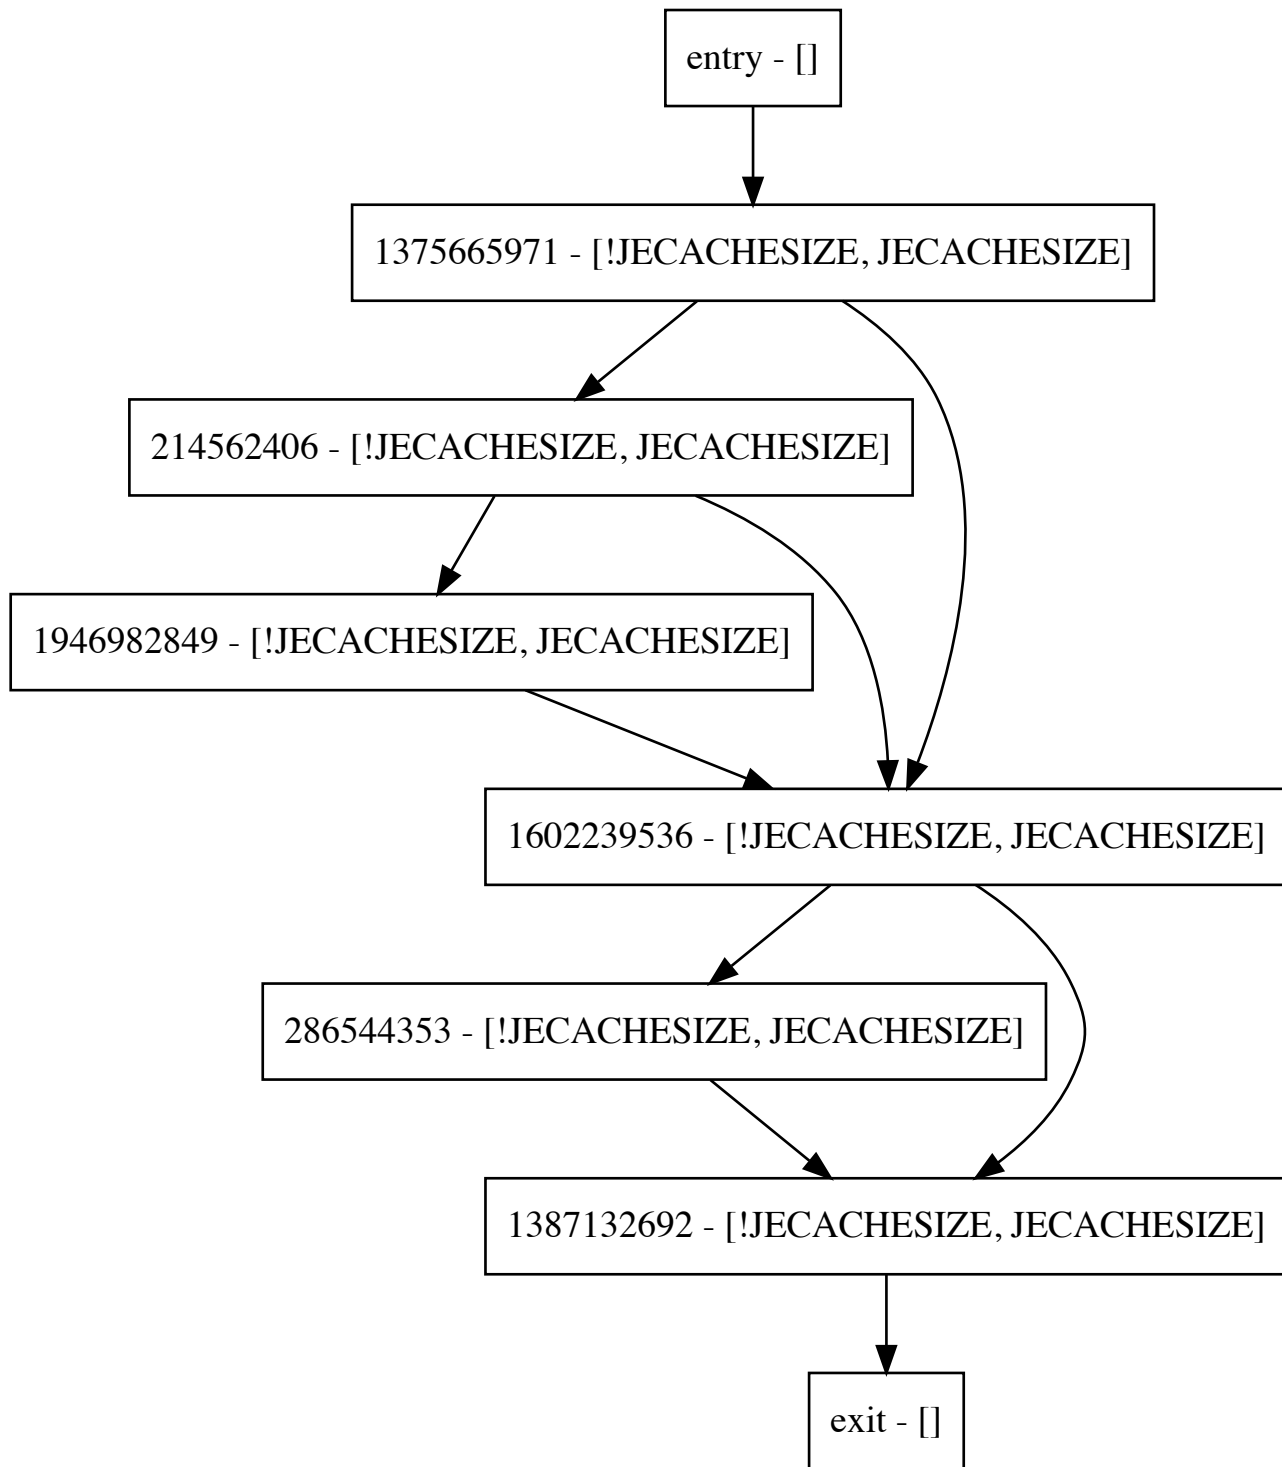 entry - []
1375665971 - [!JECACHESIZE, JECACHESIZE]
214562406 - [!JECACHESIZE, JECACHESIZE]
1946982849 - [!JECACHESIZE, JECACHESIZE]
1602239536 - [!JECACHESIZE, JECACHESIZE]
286544353 - [!JECACHESIZE, JECACHESIZE]
1387132692 - [!JECACHESIZE, JECACHESIZE]
exit - []